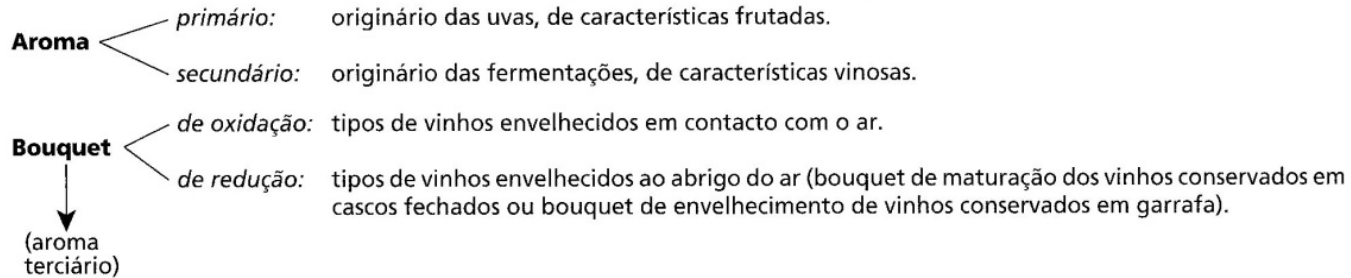 Aroma
primário: originário das uvas, de características frutadas.
secundário: originário das fermentações, de características vinosas.
Bouquet
de oxidação: tipos de vinhos envelhecidos em contacto com o ar.
de redução: tipos de vinhos envelhecidos ao abrigo do ar (bouquet de maturação dos vinhos conservados em
cascos fechados ou bouquet de envelhecimento de vinhos conservados em garrafa).
(aroma
terciário)